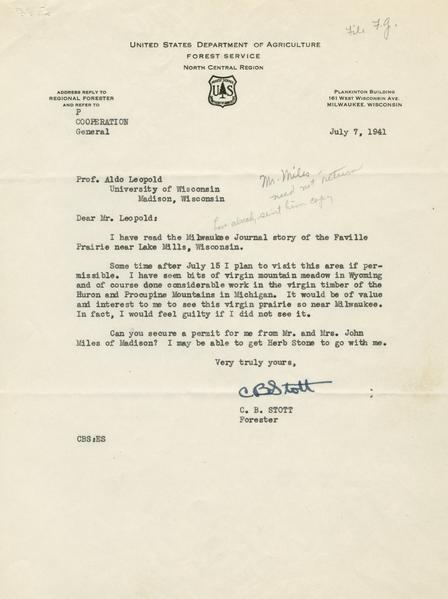 File F.G.
UNITED STATES DEPARTMENT OF AGRICULTURE
FOREST SERVICE
NORTH CENTRAL REGION
ADDRESS REPLY TO
REGIONAL FORESTER
AND REFER TO
P
COOPERATION
General
PLANKINTON BUILDING
161 WEST WISCONSIN AVE.
MILWAUKEE, WISCONSIN
July 7, 1941
Prof. Aldo Leopold
University of Wisconsin
Madison, Wisconsin
Mr. Miles
need not return
sent him copy
Dear Mr. Leopold:
I have read the Milwaukee Journal story of the Faville
Prairie near Lake Mills, Wisconsin.
Some time after July 15 I plan to visit this area if per-
missible. I have seen bits of virgin mountain meadow in Wyoming
and of course done considerable work in the virgin timber of the
Huron and Procupine Mountains in Michigan. It would be of value
and interest to me to see this virgin prairie so near Milwaukee.
In fact, I would feel guilty if I did not see it.
Can you secure a permit for me from Mr. and Mrs. John
Miles of Madison? I may be able to get Herb Stone to go with me.
Very truly yours,
CBStott
C. B. STOTT
Forester
CBS:ES